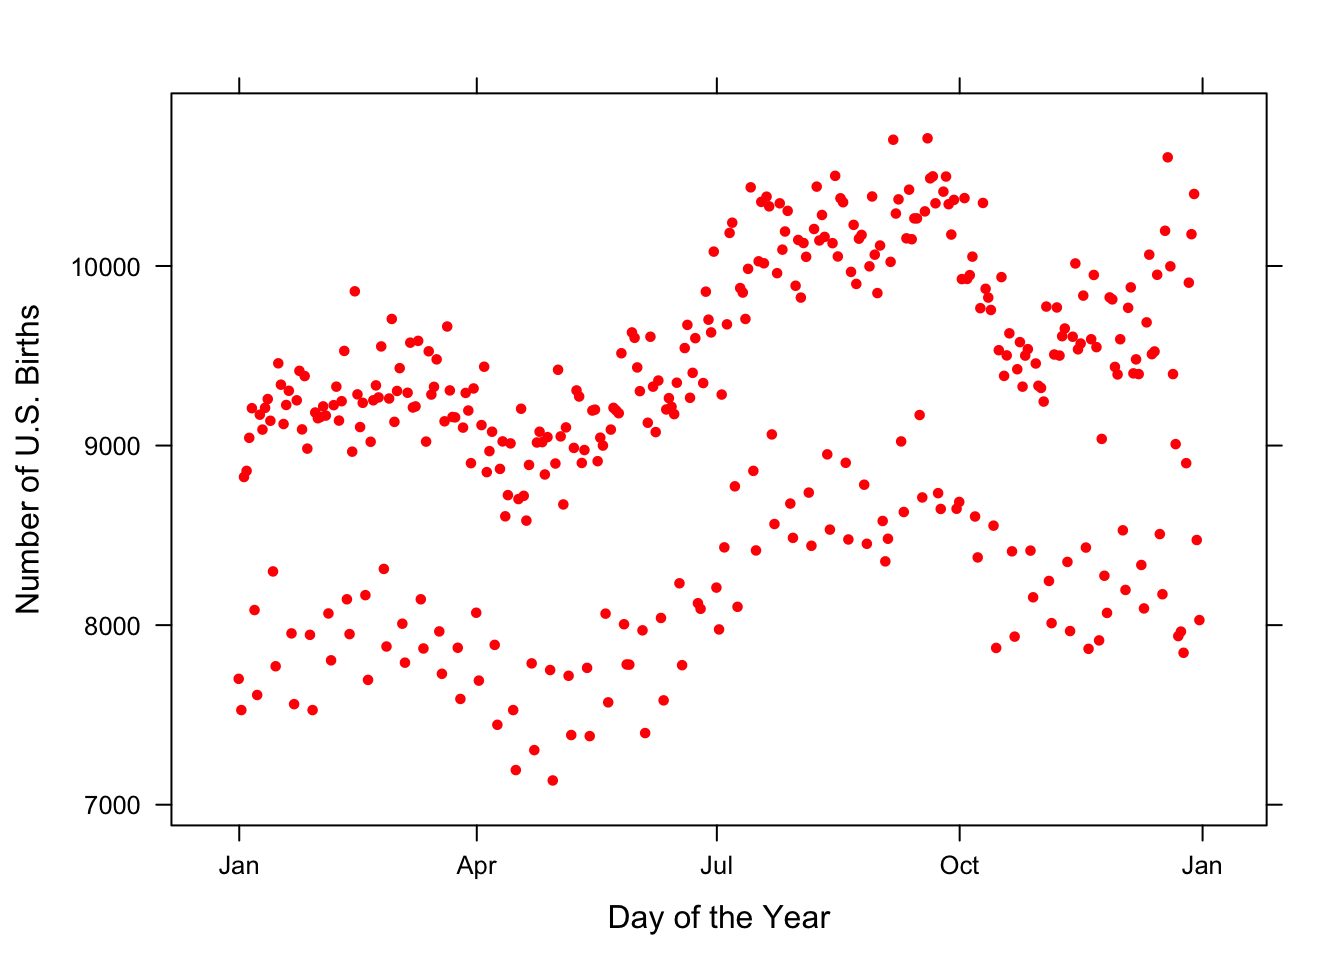 Number of U.S. Births
10000
9000
8000
7000
Jan Apr Jul Oct Jan
Day of the Year